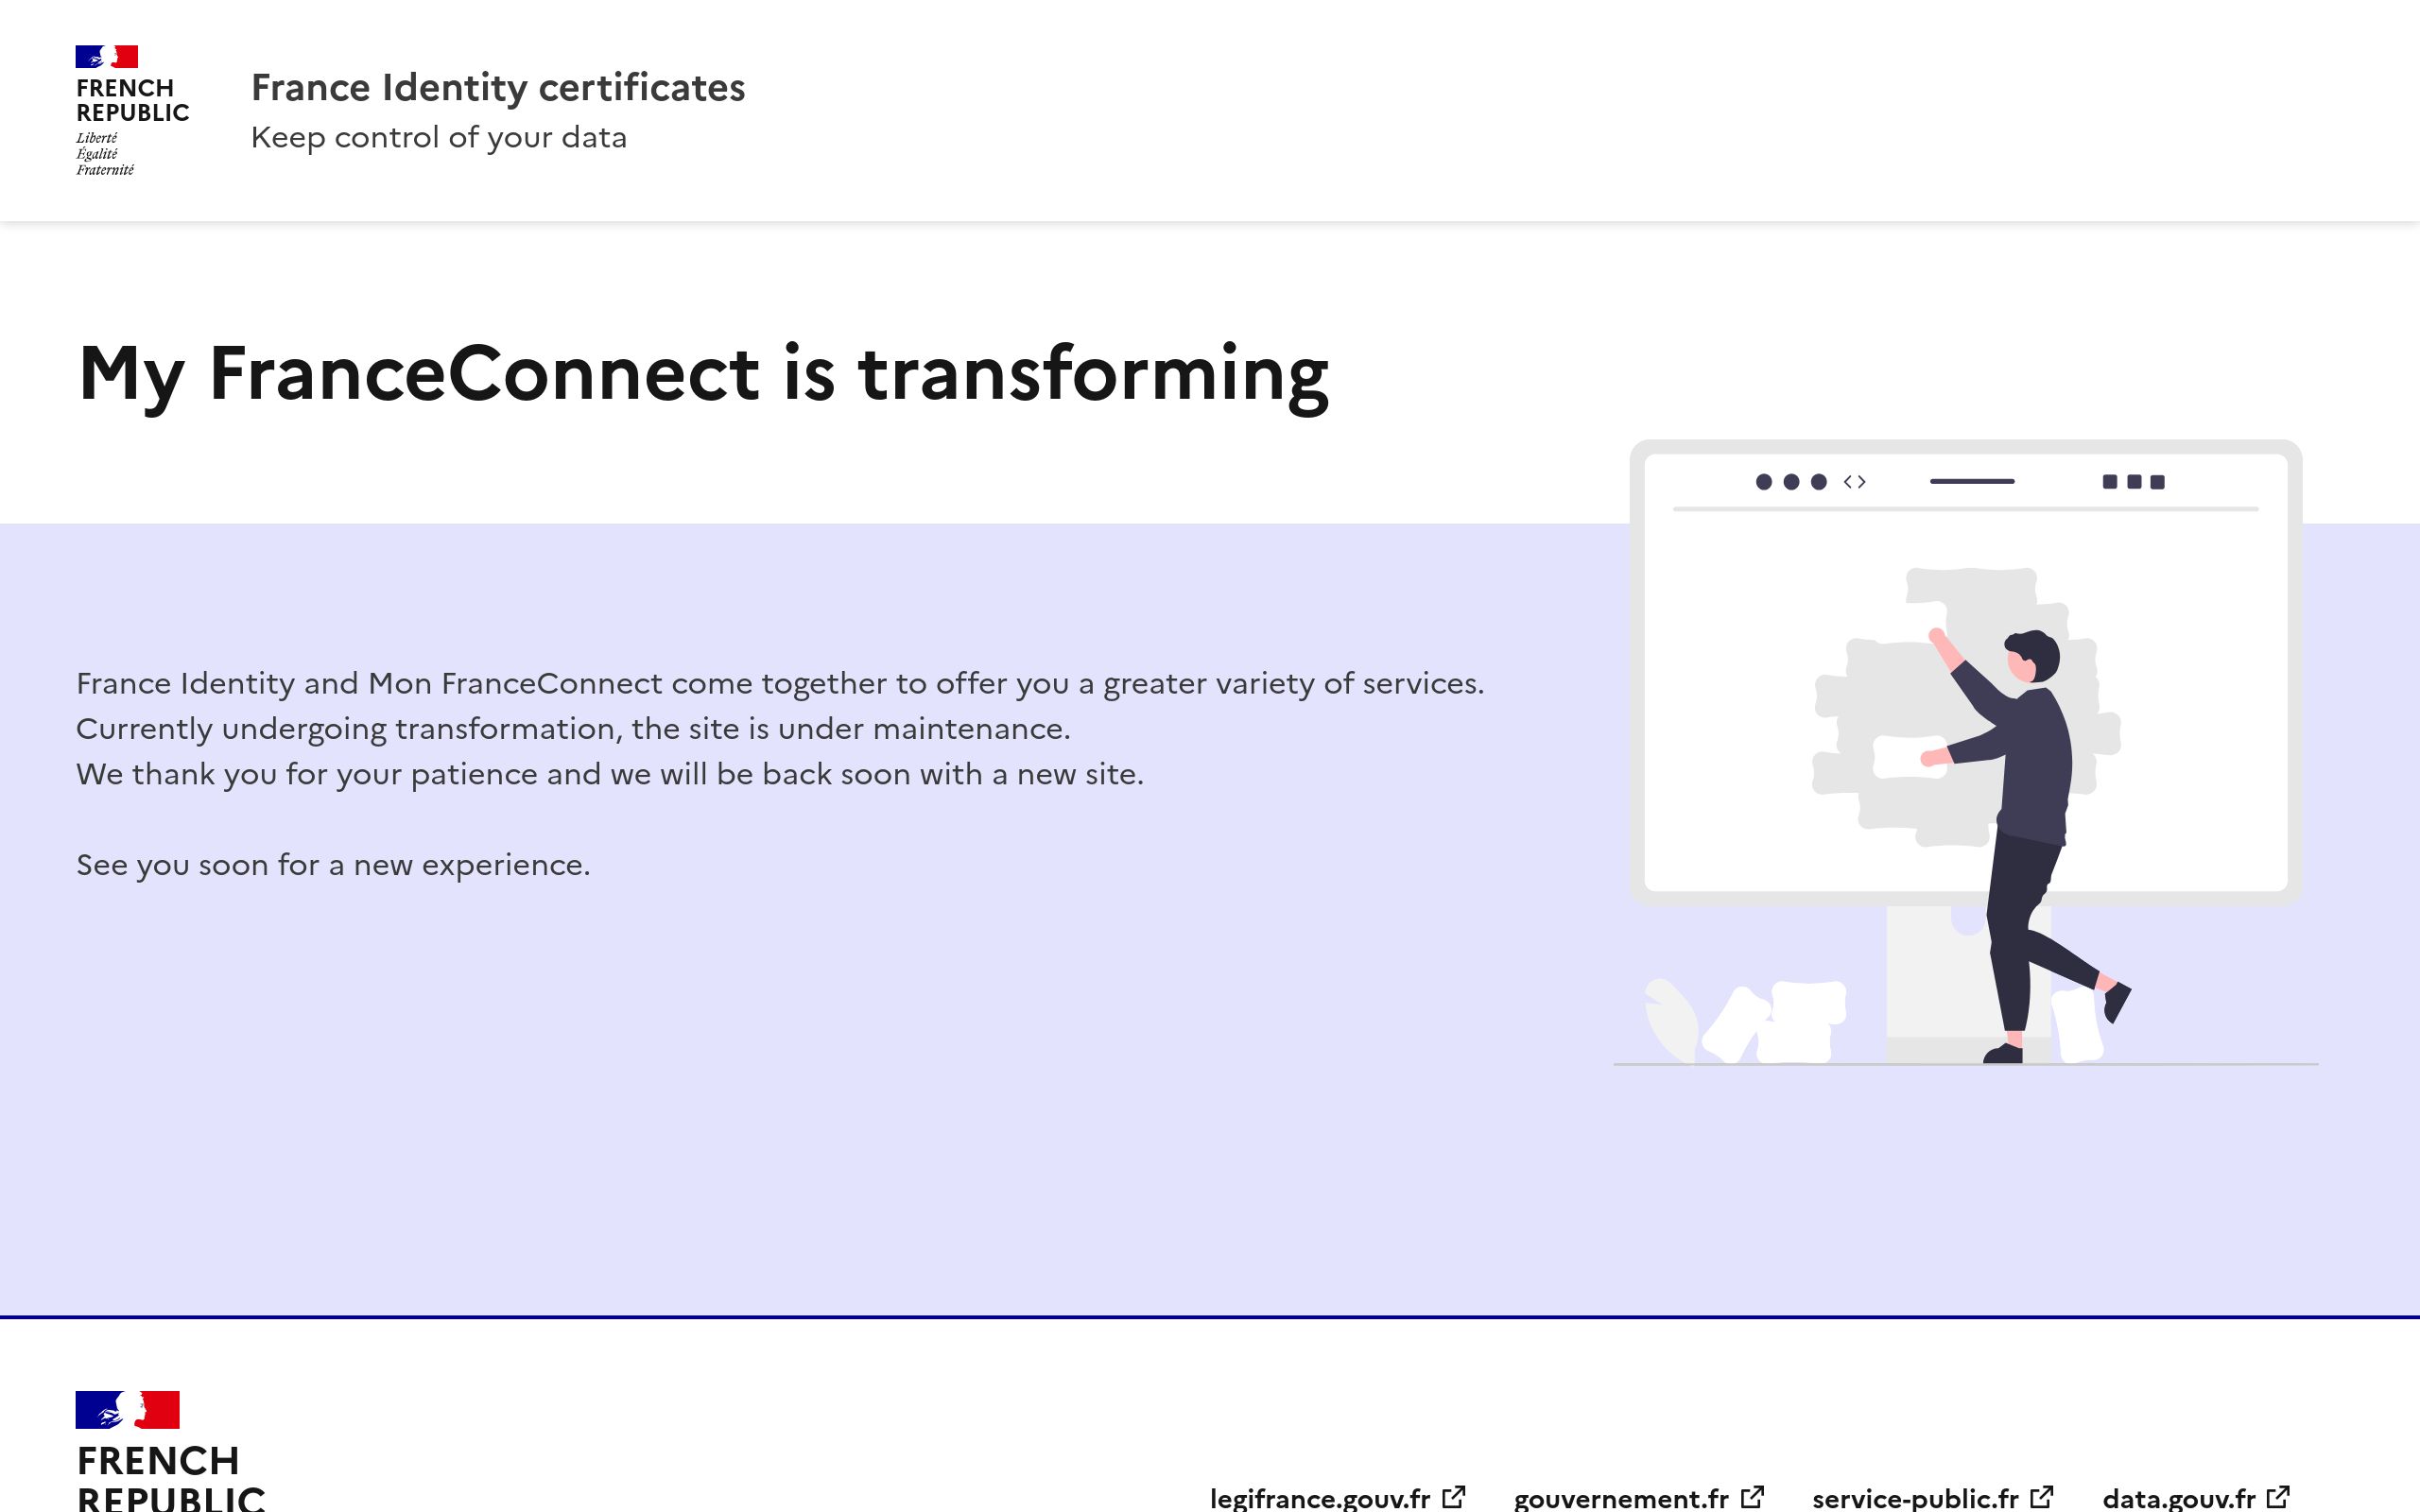 FRENCH
REPUBLIC
Liberté
Égalité
Fraternité
France Identity certificates
Keep control of your data
My FranceConnect is transforming
France Identity and Mon FranceConnect come together to offer you a greater variety of services.
Currently undergoing transformation, the site is under maintenance.
We thank you for your patience and we will be back soon with a new site.
See you soon for a new experience.
FRENCH
REPUBLIC
legifrance.gouv.fr
gouvernement.fr
service-public.fr
data.gouv.fr